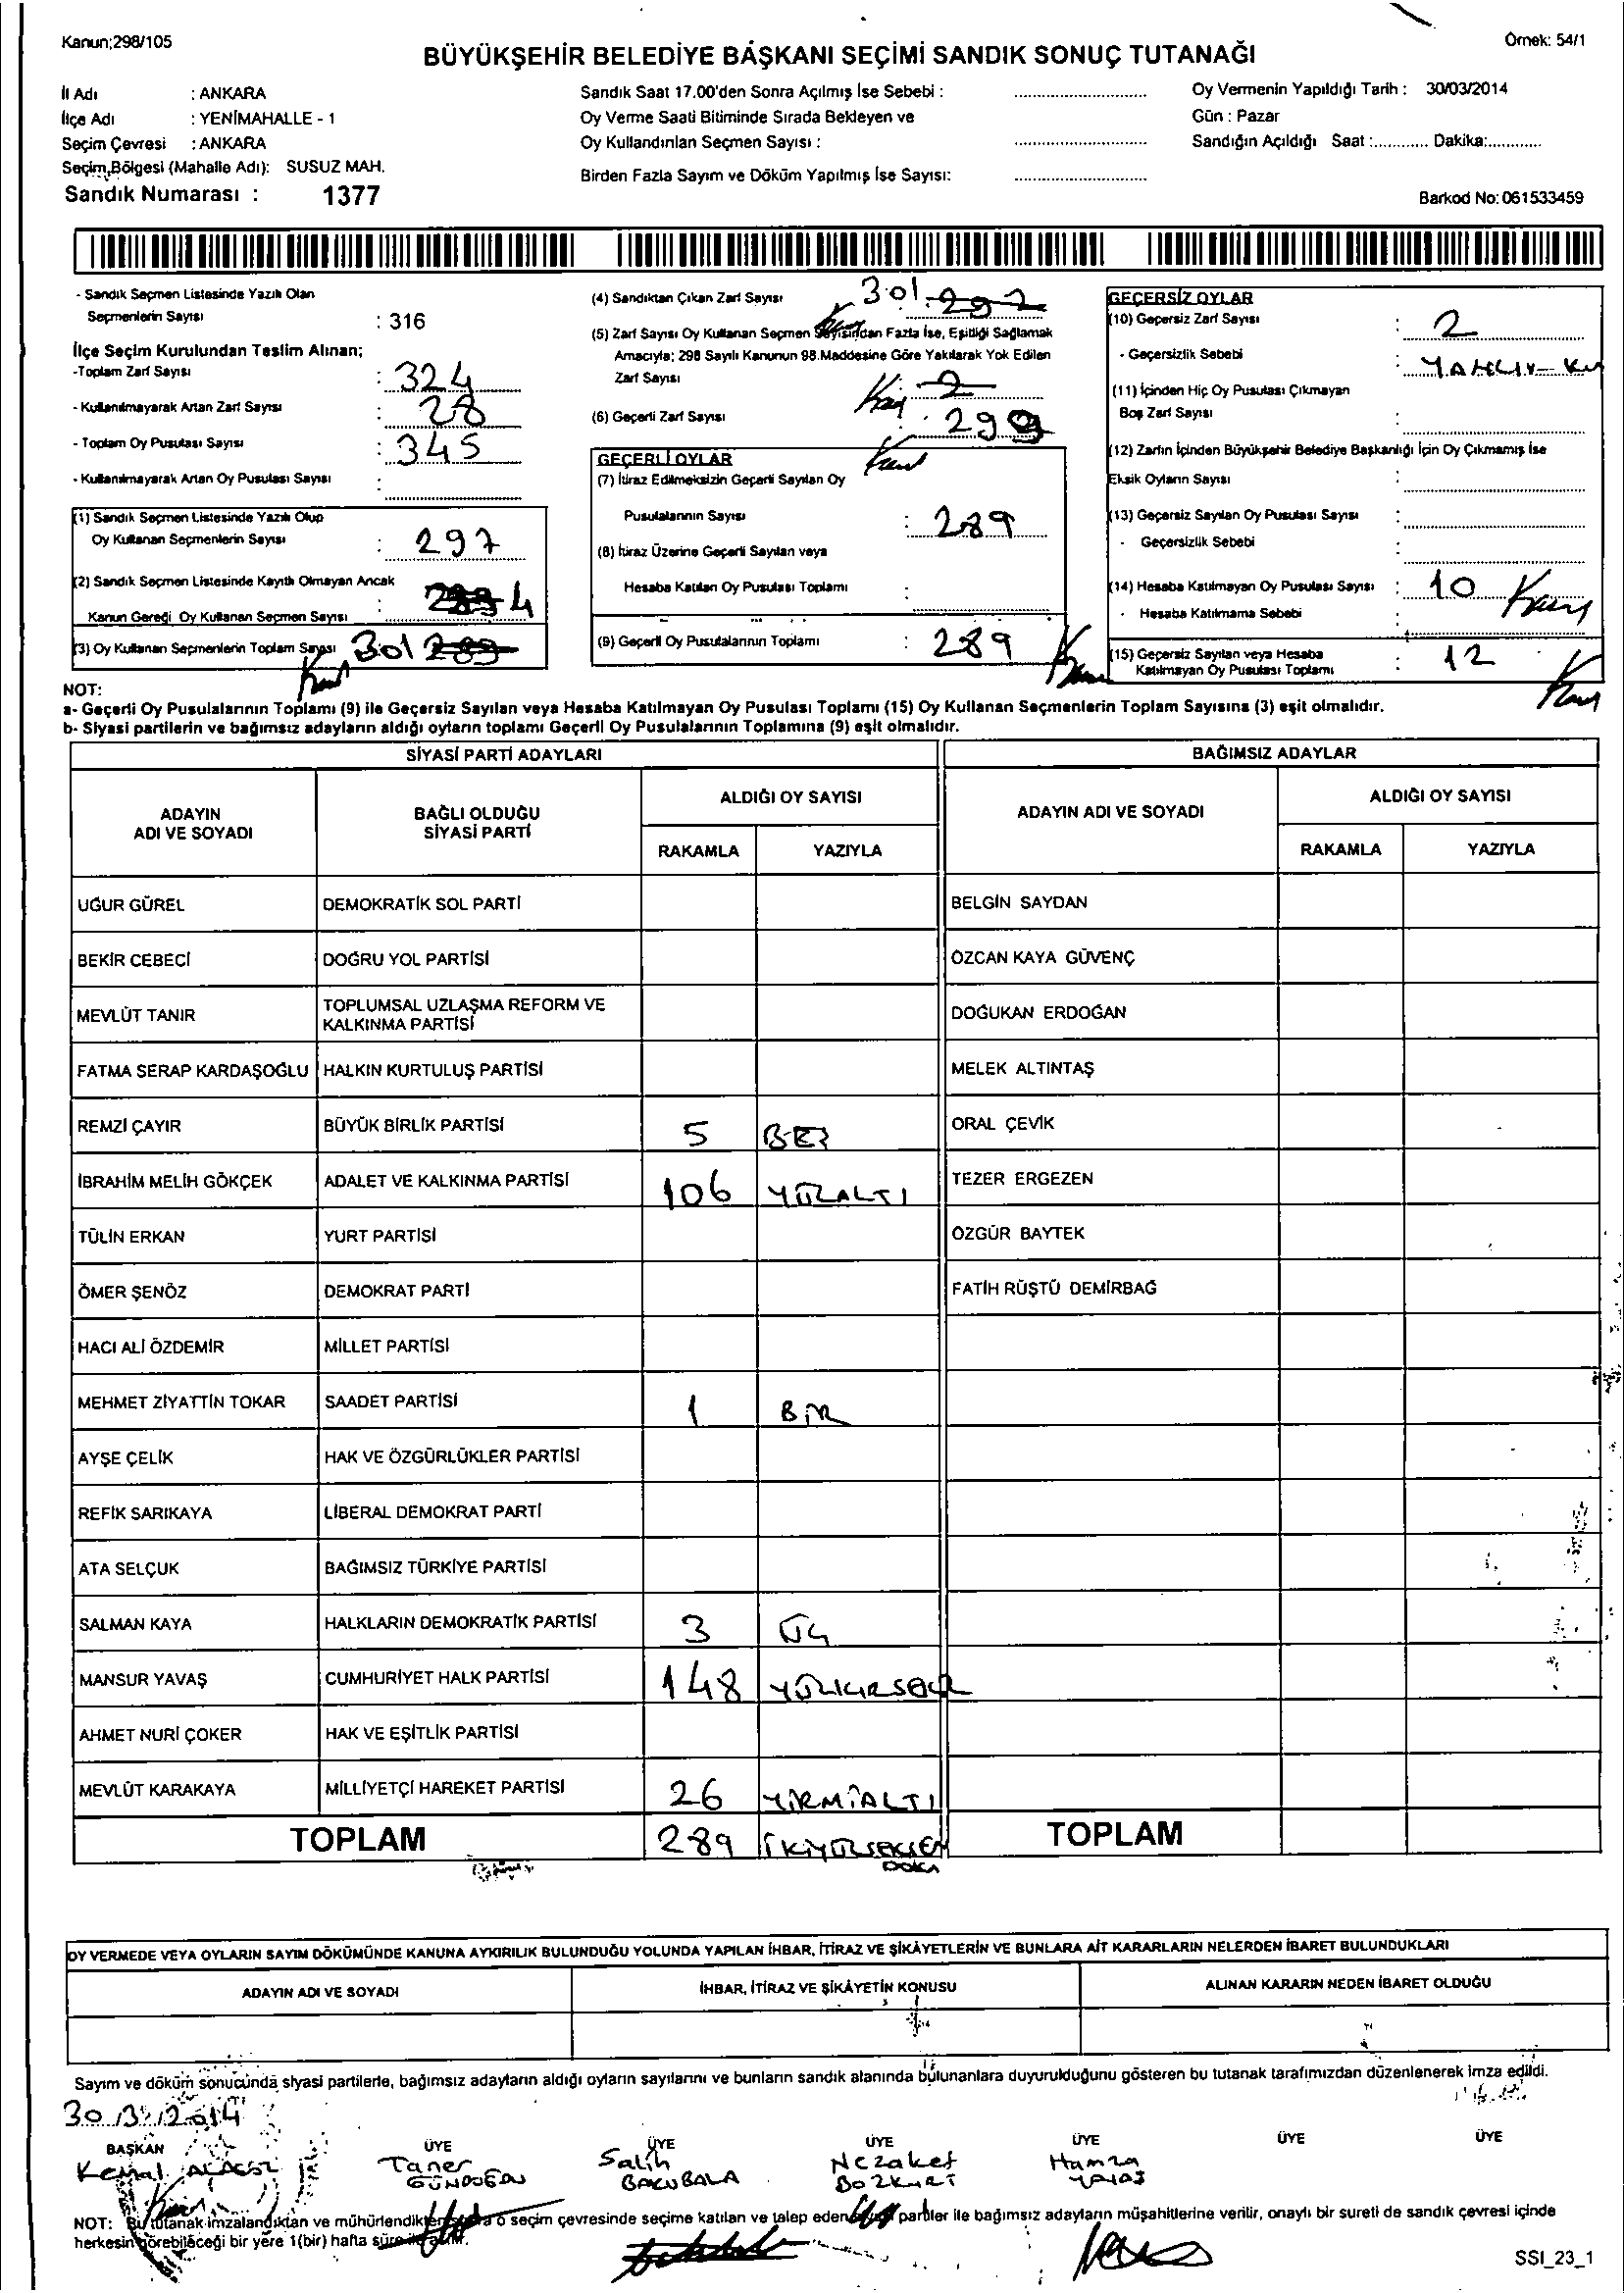 Kanun;298/105
Örnek: 54/1
BÜYÜKŞEHİR BELEDİYE BAŞKANI SEÇİMİ SANDIK SONUÇ TUTANAĞI
İl Adı : ANKARA
İlçe Adı : YENİMAHALLE - 1
Seçim Çevresi : ANKARA
Seçim Bölgesi (Mahalle Adı): SUSUZ MAH.
Sandık Numarası : 1377
Sandık Saat 17.00'den Sonra Açılmış İse Sebebi : ........................
Oy Verme Saati Bitiminde Sırada Bekleyen ve
Oy Kullandırılan Seçmen Sayısı : ........................
Birden Fazla Sayım ve Döküm Yapılmış İse Sayısı: ........................
Oy Vermenin Yapıldığı Tarih : 30/03/2014
Gün : Pazar
Sandığın Açıldığı Saat :............ Dakika:............
Barkod No: 061533459
- Sandık Seçmen Listesinde Yazılı Olan
Seçmenlerin Sayısı : 316
İlçe Seçim Kurulundan Teslim Alınan;
-Toplam Zarf Sayısı : 324
- Kullanılmayarak Artan Zarf Sayısı : 28
- Toplam Oy Pusulası Sayısı : 345
- Kullanılmayarak Artan Oy Pusulası Sayısı :
(1) Sandık Seçmen Listesinde Yazılı Olup
Oy Kullanan Seçmenlerin Sayısı : 297
(2) Sandık Seçmen Listesinde Kayıtlı Olmayan Ancak
Kanun Gereği Oy Kullanan Seçmen Sayısı : 4
(3) Oy Kullanan Seçmenlerin Toplam Sayısı 301 289
(4) Sandıktan Çıkan Zarf Sayısı 301 297
(5) Zarf Sayısı Oy Kullanan Seçmen Sayısından Fazla İse, Eşitliği Sağlamak
Amacıyla; 298 Sayılı Kanunun 98.Maddesine Göre Yakılarak Yok Edilen
Zarf Sayısı 2
(6) Geçerli Zarf Sayısı : 299
GEÇERLİ OYLAR
(7) İtiraz Edilmeksizin Geçerli Sayılan Oy
Pusulalarının Sayısı : 289
(8) İtiraz Üzerine Geçerli Sayılan veya
Hesaba Katılan Oy Pusulası Toplamı :
(9) Geçerli Oy Pusulalarının Toplamı : 289
GEÇERSİZ OYLAR
(10) Geçersiz Zarf Sayısı : 2
- Geçersizlik Sebebi :
(11) İçinden Hiç Oy Pusulası Çıkmayan
Boş Zarf Sayısı :
(12) Zarfın İçinden Büyükşehir Belediye Başkanlığı İçin Oy Çıkmamış İse
Eksik Oyların Sayısı :
(13) Geçersiz Sayılan Oy Pusulası Sayısı :
- Geçersizlik Sebebi :
(14) Hesaba Katılmayan Oy Pusulası Sayısı : 10
- Hesaba Katılmama Sebebi :
(15) Geçersiz Sayılan veya Hesaba
Katılmayan Oy Pusulası Toplamı : 12
NOT:
a- Geçerli Oy Pusulalarının Toplamı (9) ile Geçersiz Sayılan veya Hesaba Katılmayan Oy Pusulası Toplamı (15) Oy Kullanan Seçmenlerin Toplam Sayısına (3) eşit olmalıdır.
b- Siyasi partilerin ve bağımsız adayların aldığı oyların toplamı Geçerli Oy Pusulalarının Toplamına (9) eşit olmalıdır.
SİYASİ PARTİ ADAYLARI BAĞIMSIZ ADAYLAR
ADAYIN ADI VE SOYADI BAĞLI OLDUĞU SİYASİ PARTİ ALDIĞI OY SAYISI ADAYIN ADI VE SOYADI ALDIĞI OY SAYISI
RAKAMLA YAZIYLA RAKAMLA YAZIYLA
UĞUR GÜREL DEMOKRATİK SOL PARTİ BELGİN SAYDAN
BEKİR CEBECİ DOĞRU YOL PARTİSİ ÖZCAN KAYA GÜVENÇ
MEVLÜT TANIR TOPLUMSAL UZLAŞMA REFORM VE KALKINMA PARTİSİ DOĞUKAN ERDOĞAN
FATMA SERAP KARDAŞOĞLU HALKIN KURTULUŞ PARTİSİ MELEK ALTINTAŞ
REMZİ ÇAYIR BÜYÜK BİRLİK PARTİSİ 5 BEŞ ORAL ÇEVİK
İBRAHİM MELİH GÖKÇEK ADALET VE KALKINMA PARTİSİ 106 YÜZALTI TEZER ERGEZEN
TÜLİN ERKAN YURT PARTİSİ ÖZGÜR BAYTEK
ÖMER ŞENÖZ DEMOKRAT PARTİ FATİH RÜŞTÜ DEMİRBAĞ
HACI ALİ ÖZDEMİR MİLLET PARTİSİ
MEHMET ZİYATTİN TOKAR SAADET PARTİSİ 1 BİR
AYŞE ÇELİK HAK VE ÖZGÜRLÜKLER PARTİSİ
REFİK SARIKAYA LİBERAL DEMOKRAT PARTİ
ATA SELÇUK BAĞIMSIZ TÜRKİYE PARTİSİ
SALMAN KAYA HALKLARIN DEMOKRATİK PARTİSİ 3 ÜÇ
MANSUR YAVAŞ CUMHURİYET HALK PARTİSİ 148 YÜZKIRKSEKİZ
AHMET NURİ ÇOKER HAK VE EŞİTLİK PARTİSİ
MEVLÜT KARAKAYA MİLLİYETÇİ HAREKET PARTİSİ 26 YİRMİALTI
TOPLAM 289 İKİYÜZSEKSEN DOKUZ TOPLAM
OY VERMEDE VEYA OYLARIN SAYIM DÖKÜMÜNDE KANUNA AYKIRILIK BULUNDUĞU YOLUNDA YAPILAN İHBAR, İTİRAZ VE ŞİKÂYETLERİN VE BUNLARA AİT KARARLARIN NELERDEN İBARET BULUNDUKLARI
ADAYIN ADI VE SOYADI İHBAR, İTİRAZ VE ŞİKÂYETİN KONUSU ALINAN KARARIN NEDEN İBARET OLDUĞU
Sayım ve döküm sonucunda siyasi partilerle, bağımsız adayların aldığı oyların sayılarını ve bunların sandık alanında bulunanlara duyurulduğunu gösteren bu tutanak tarafımızdan düzenlenerek imza edildi.
30/3/2014
BAŞKAN ÜYE ÜYE ÜYE ÜYE ÜYE ÜYE
Kemal Taner Salih Nezaket Hamza
GÜNDOĞAN BAKUBALA BOZKURT
NOT: Bu tutanak imzalandıktan ve mühürlendikten sonra o seçim çevresinde seçime katılan ve talep eden partiler ile bağımsız adayların müşahitlerine verilir, onaylı bir sureti de sandık çevresi içinde
herkesin görebileceği bir yere 1(bir) hafta süre ile asılır.
SSI_23_1